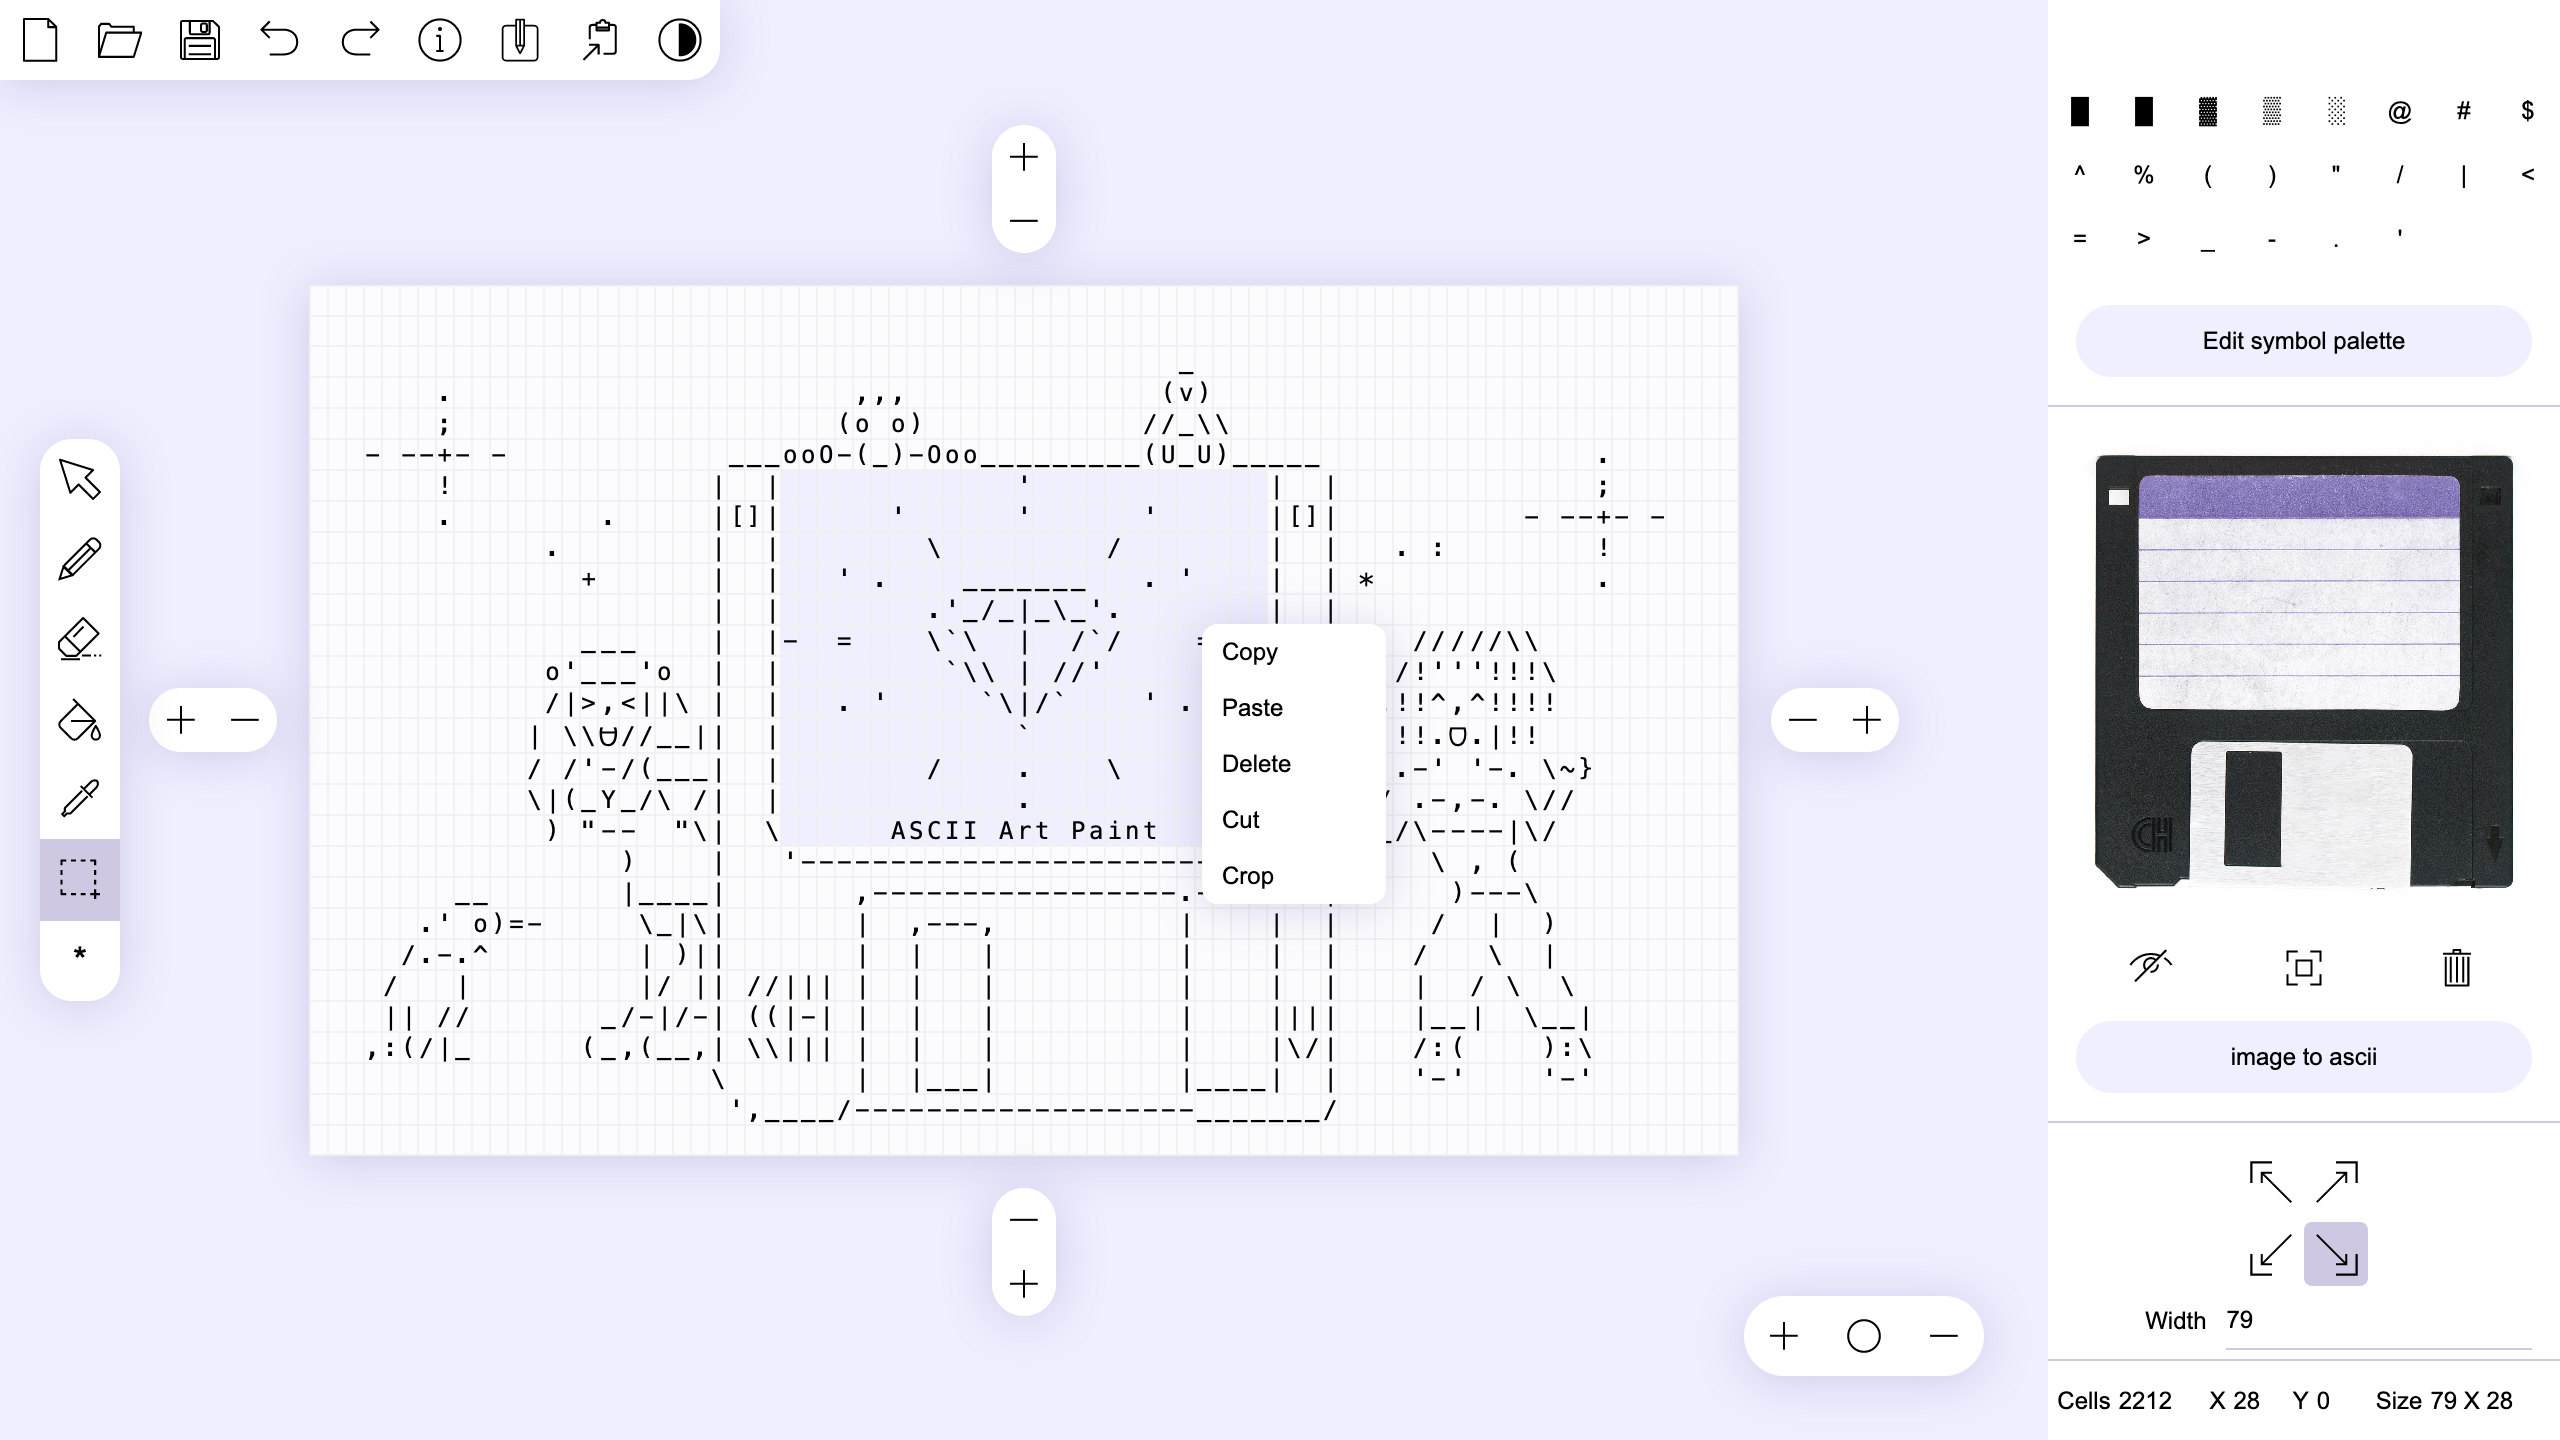 █ █ ▓ ▒ ░ @ # $
^ % ( ) " / | <
= > _ - . '
Edit symbol palette
ASCII Art Paint
Copy
Paste
Delete
Cut
Crop
image to ascii
Width 79
Cells 2212 X 28 Y 0 Size 79 X 28